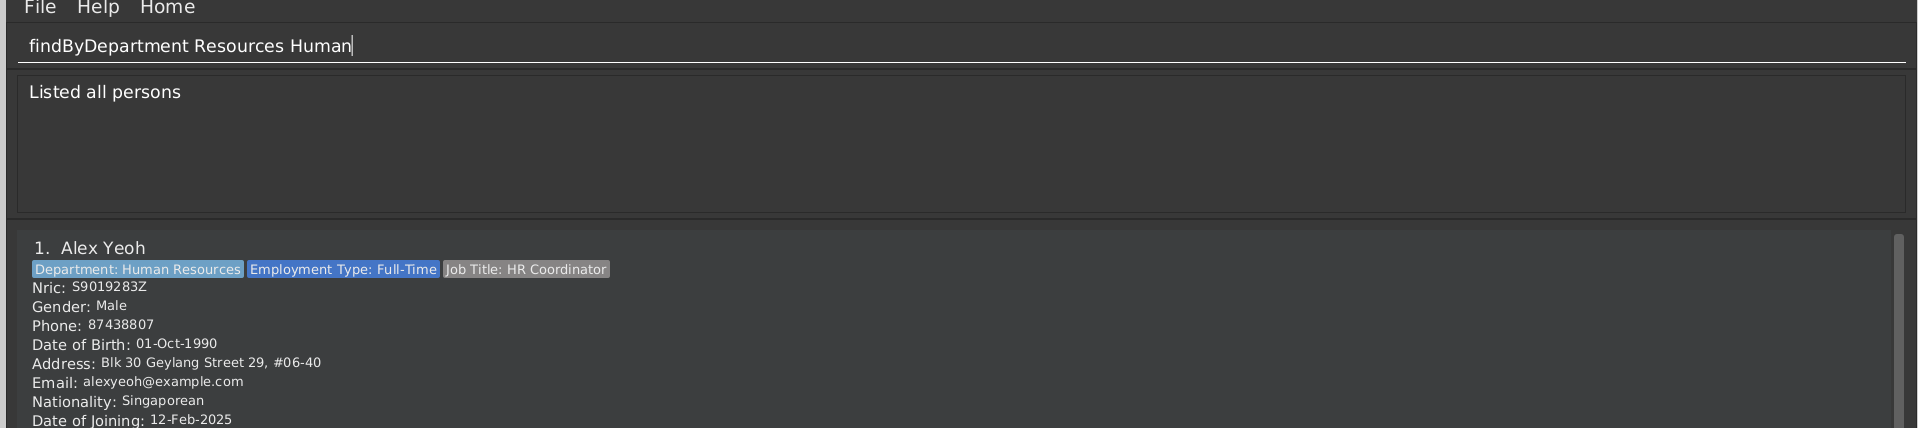 File Help Home
findByDepartment Resources Human
Listed all persons
1. Alex Yeoh
Department: Human Resources Employment Type: Full-Time Job Title: HR Coordinator
Nric: S9019283Z
Gender: Male
Phone: 87438807
Date of Birth: 01-Oct-1990
Address: Blk 30 Geylang Street 29, #06-40
Email: alexyeoh@example.com
Nationality: Singaporean
Date of Joining: 12-Feb-2025